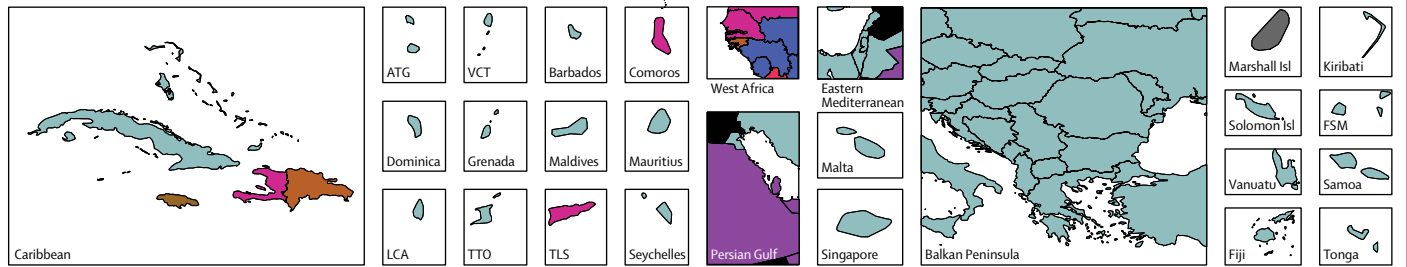 Caribbean
ATG
VCT
Barbados
Comoros
West Africa
Eastern
Mediterranean
Dominica
Grenada
Maldives
Mauritius
Malta
LCA
TTO
TLS
Seychelles
Persian Gulf
Singapore
Balkan Peninsula
Marshall Isl
Kiribati
Solomon Isl
FSM
Vanuatu
Samoa
Fiji
Tonga